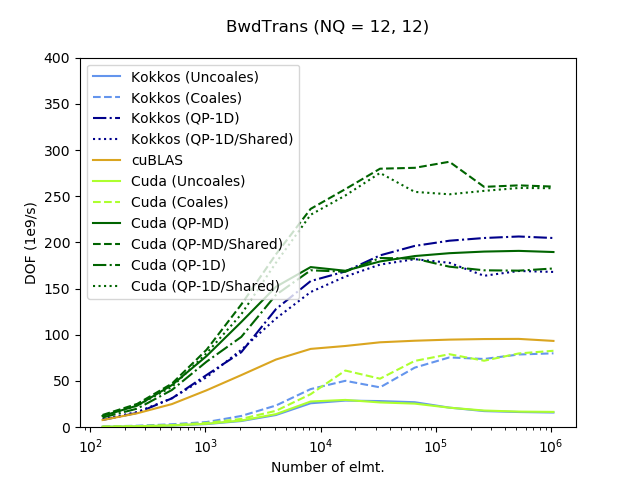 BwdTrans (NQ = 12, 12)
400
350
300
250
200
150
100
50
0
DOF (1e9/s)
Kokkos (Uncoales)
Kokkos (Coales)
Kokkos (QP-1D)
Kokkos (QP-1D/Shared)
cuBLAS
Cuda (Uncoales)
Cuda (Coales)
Cuda (QP-MD)
Cuda (QP-MD/Shared)
Cuda (QP-1D)
Cuda (QP-1D/Shared)
10² 10³ 10⁴ 10⁵ 10⁶
Number of elmt.